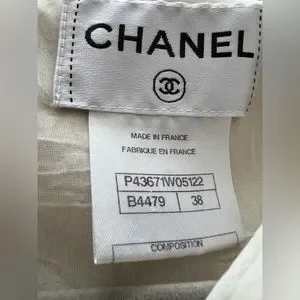 CHANEL
MADE IN FRANCE
FABRIQUE EN FRANCE
P43671W05122
B4479 38
COMPOSITION